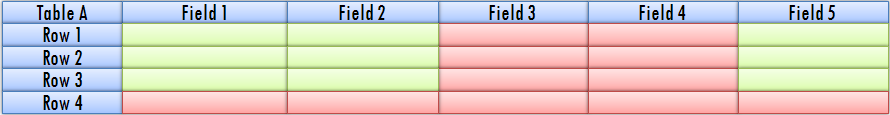 Table A Field 1 Field 2 Field 3 Field 4 Field 5
Row 1
Row 2
Row 3
Row 4